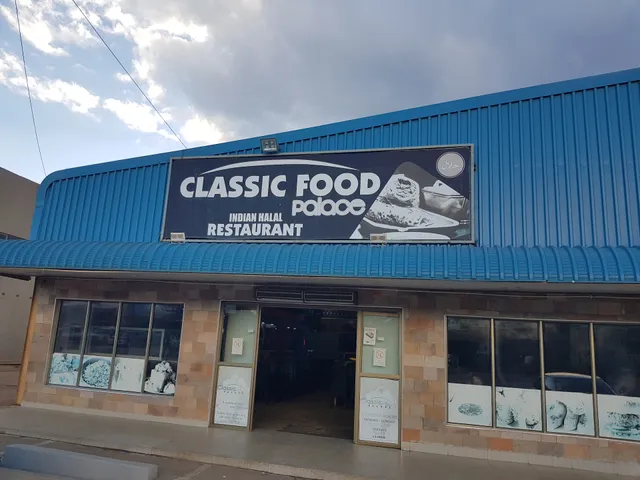 CLASSIC FOOD
palace
INDIAN HALAL
RESTAURANT